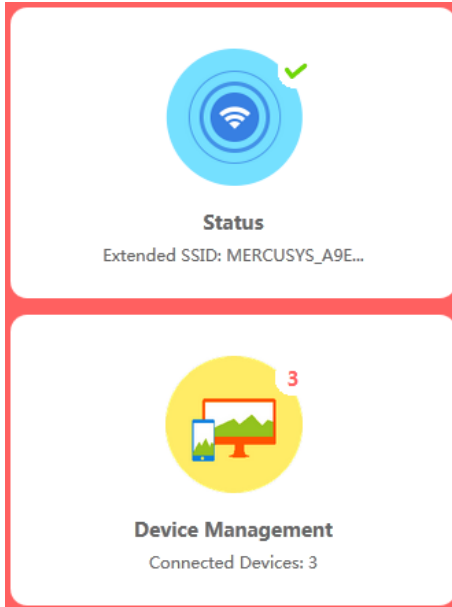 Status
Extended SSID: MERCUSYS_A9E...
3
Device Management
Connected Devices: 3